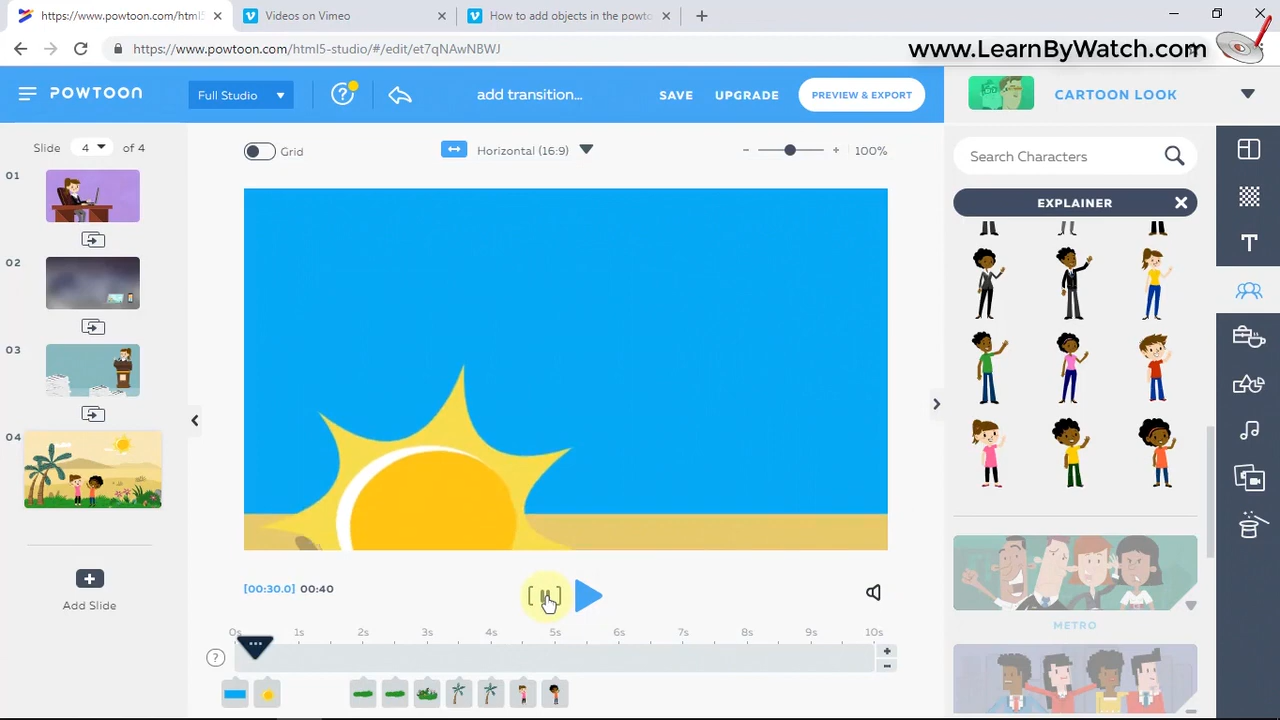 https://www.powtoon.com/html5
Videos on Vimeo
How to add objects in the powto
https://www.powtoon.com/html5-studio/#/edit/et7qNAwNBWJ
www.LearnByWatch.com
POWTOON
Full Studio
?
add transition...
SAVE
UPGRADE
PREVIEW & EXPORT
CARTOON LOOK
Slide 4 of 4
Grid
Horizontal (16:9)
- + 100%
Search Characters
EXPLAINER
01
02
03
04
Add Slide
[00:30.0] 00:40
0s 1s 2s 3s 4s 5s 6s 7s 8s 9s 10s
?
METRO